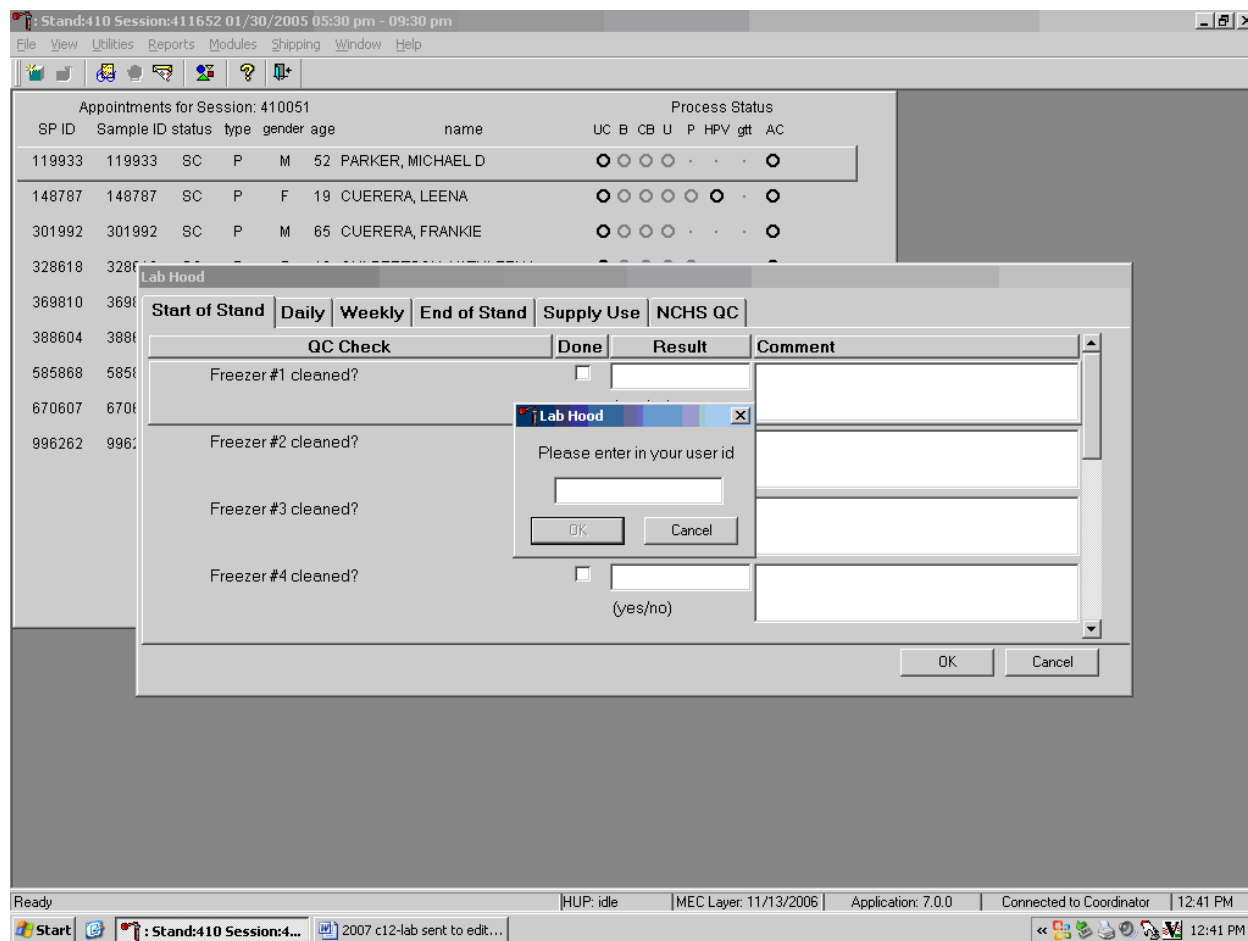 : Stand:410 Session:411652 01/30/2005 05:30 pm - 09:30 pm
File View Utilities Reports Modules Shipping Window Help
Appointments for Session: 410051 Process Status
SP ID Sample ID status type gender age name UC B CB U P HPV gtt AC
119933 119933 SC P M 52 PARKER, MICHAEL D
148787 148787 SC P F 19 CUERERA, LEENA
301992 301992 SC P M 65 CUERERA, FRANKIE
328618 328
Lab Hood
369810 369
Start of Stand Daily Weekly End of Stand Supply Use NCHS QC
388604 388
QC Check Done Result Comment
585868 585
Freezer #1 cleaned?
670607 670
Lab Hood
996262 996
Freezer #2 cleaned?
Please enter in your user id
Freezer #3 cleaned?
OK Cancel
Freezer #4 cleaned?
(yes/no)
OK Cancel
Ready HUP: idle MEC Layer: 11/13/2006 Application: 7.0.0 Connected to Coordinator 12:41 PM
Start : Stand:410 Session:4... 2007 c12-lab sent to edit... « 12:41 PM